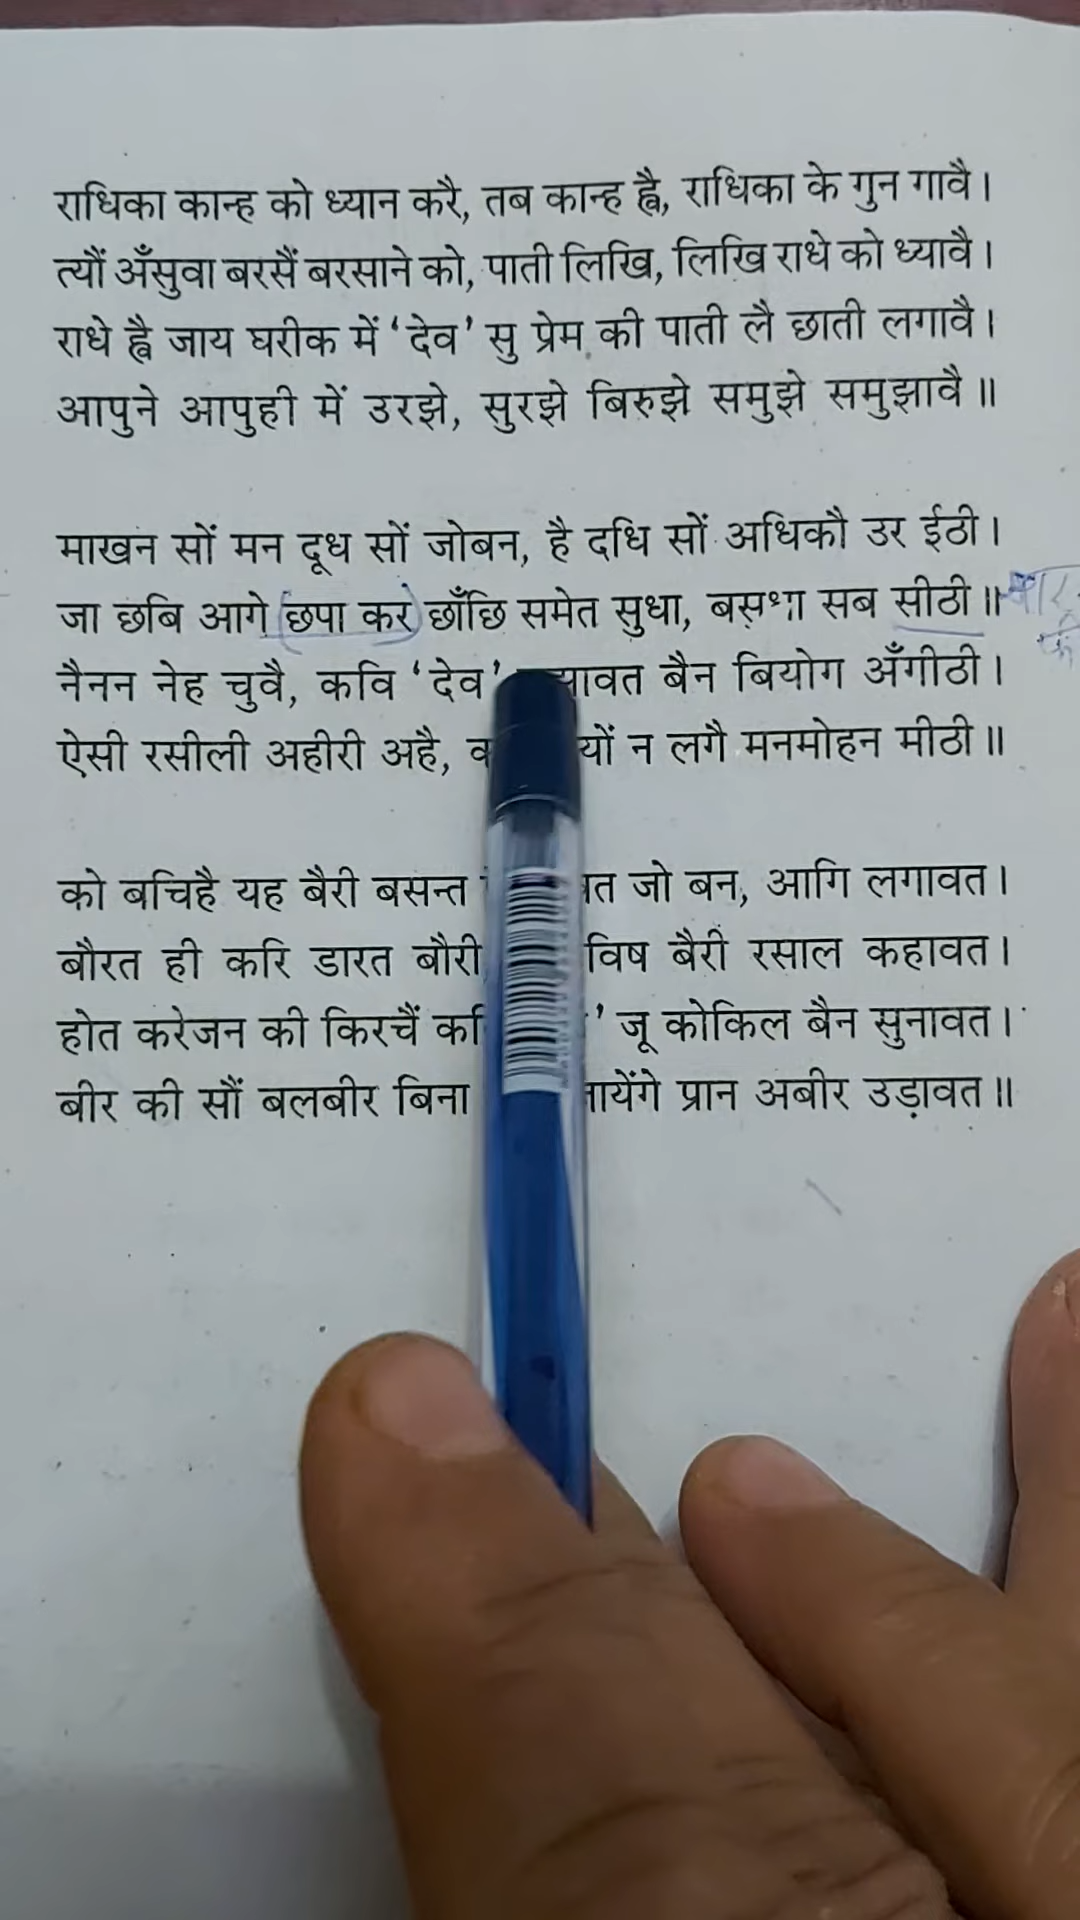 राधिका कान्ह को ध्यान करै, तब कान्ह ह्वै, राधिका के गुन गावै।
त्यौं अँसुवा बरसैं बरसाने को, पाती लिखि, लिखि राधे को ध्यावै।
राधे ह्वै जाय घरीक में ‘देव’ सु प्रेम की पाती लै छाती लगावै।
आपुने आपुही में उरझे, सुरझे बिरुझे समुझे समुझावै॥
माखन सों मन दूध सों जोबन, है दधि सों अधिकौ उर ईठी।
जा छबि आगे छपा कर छाँछि समेत सुधा, बसुधा सब सीठी॥
नैनन नेह चुवै, कवि ‘देव’ बैन बियोग अँगीठी।
ऐसी रसीली अहीरी अहै, न लगै मनमोहन मीठी॥
को बचिहै यह बैरी बसन्त जो बन, आगि लगावत।
बौरत ही करि डारत बौरी विष बैरी रसाल कहावत।
होत करेजन की किरचैं जू कोकिल बैन सुनावत।
बीर की सौं बलबीर बिना प्रान अबीर उड़ावत॥